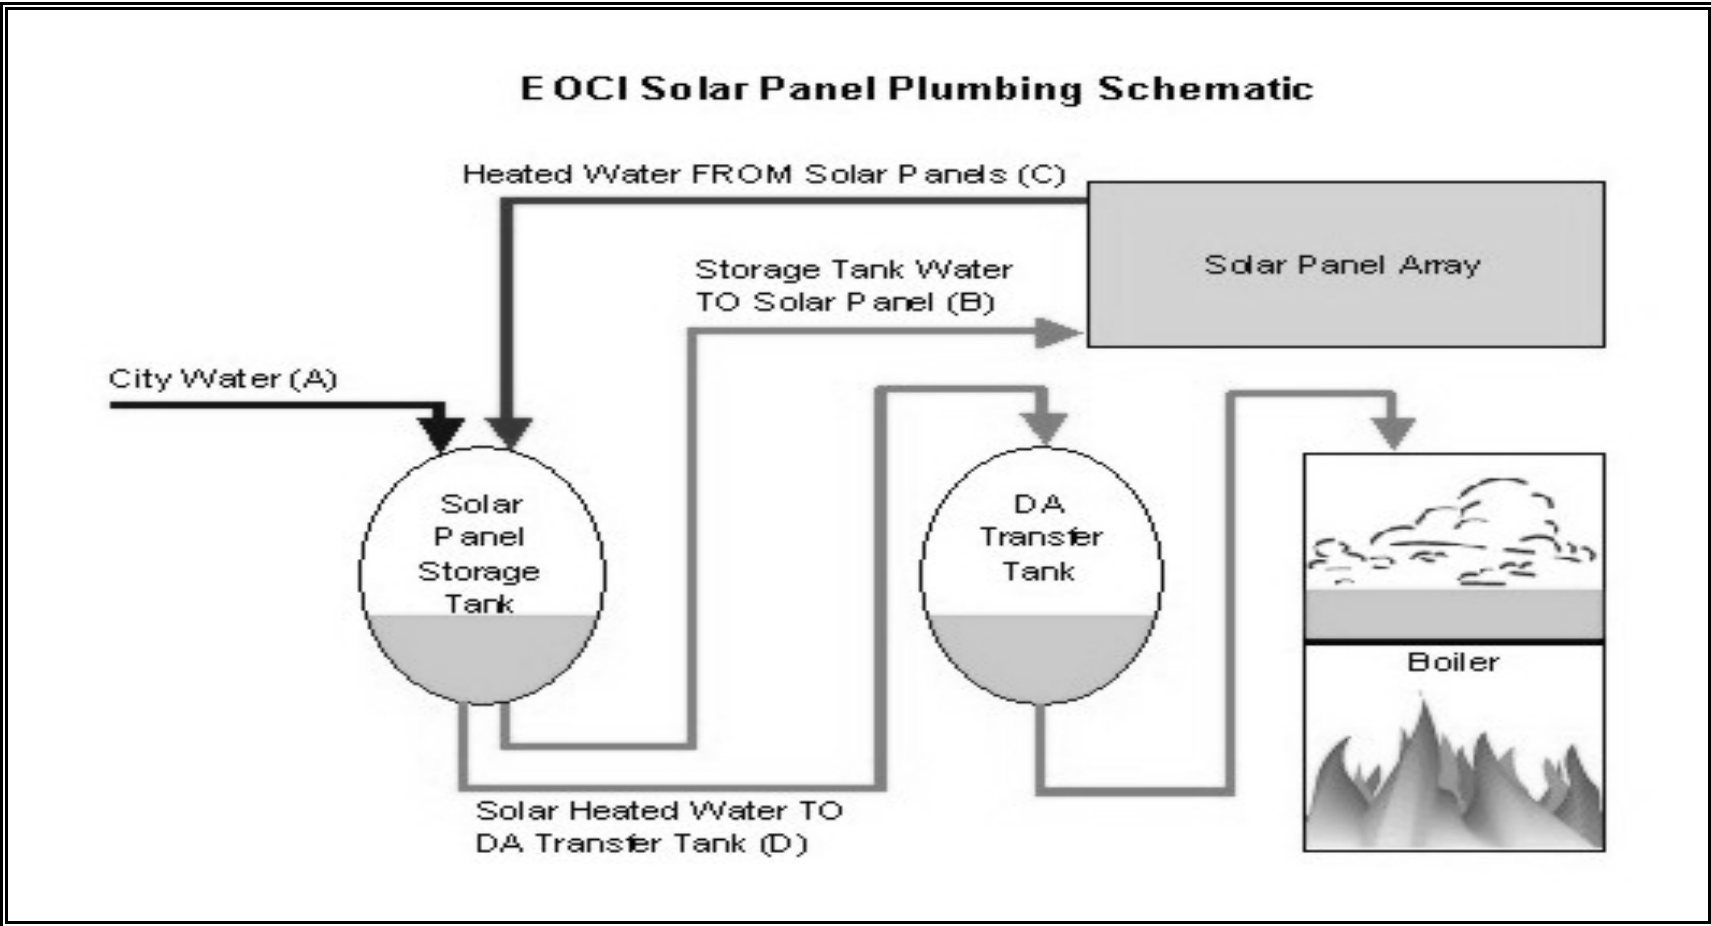 EOCI Solar Panel Plumbing Schematic
Heated Water FROM Solar Panels (C)
Solar Panel Array
Storage Tank Water
TO Solar Panel (B)
City Water (A)
Solar
Panel
Storage
Tank
DA
Transfer
Tank
Boiler
Solar Heated Water TO
DA Transfer Tank (D)